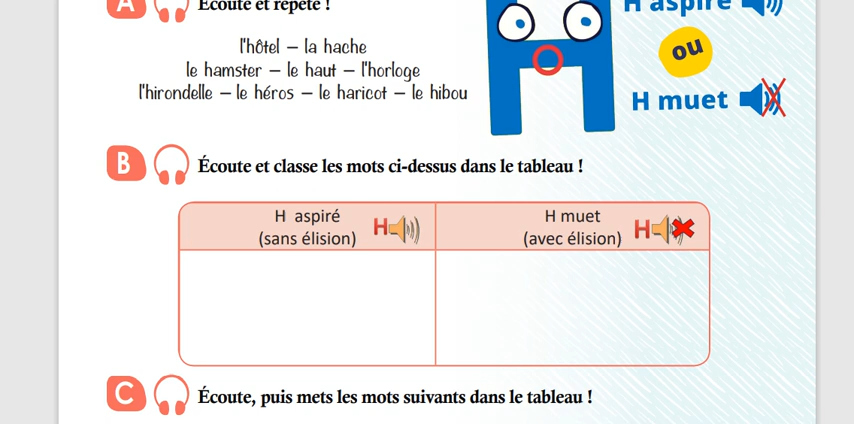 A Écoute et répète !
H aspiré
ou
H muet
l'hôtel – la hache
le hamster – le haut – l'horloge
l'hirondelle – le héros – le haricot – le hibou
B Écoute et classe les mots ci-dessus dans le tableau !
H aspiré
(sans élision) H
H muet
(avec élision) H
C Écoute, puis mets les mots suivants dans le tableau !